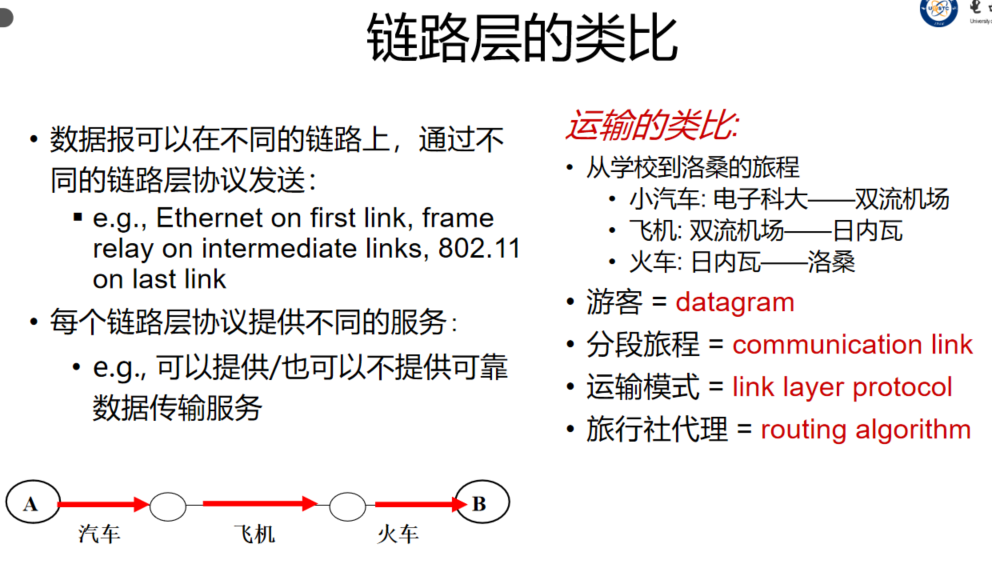 链路层的类比
数据报可以在不同的链路上，通过不
同的链路层协议发送：
e.g., Ethernet on first link, frame
relay on intermediate links, 802.11
on last link
每个链路层协议提供不同的服务：
e.g., 可以提供/也可以不提供可靠
数据传输服务
运输的类比:
从学校到洛桑的旅程
小汽车: 电子科大——双流机场
飞机: 双流机场——日内瓦
火车: 日内瓦——洛桑
游客 = datagram
分段旅程 = communication link
运输模式 = link layer protocol
旅行社代理 = routing algorithm
A
B
汽车
飞机
火车